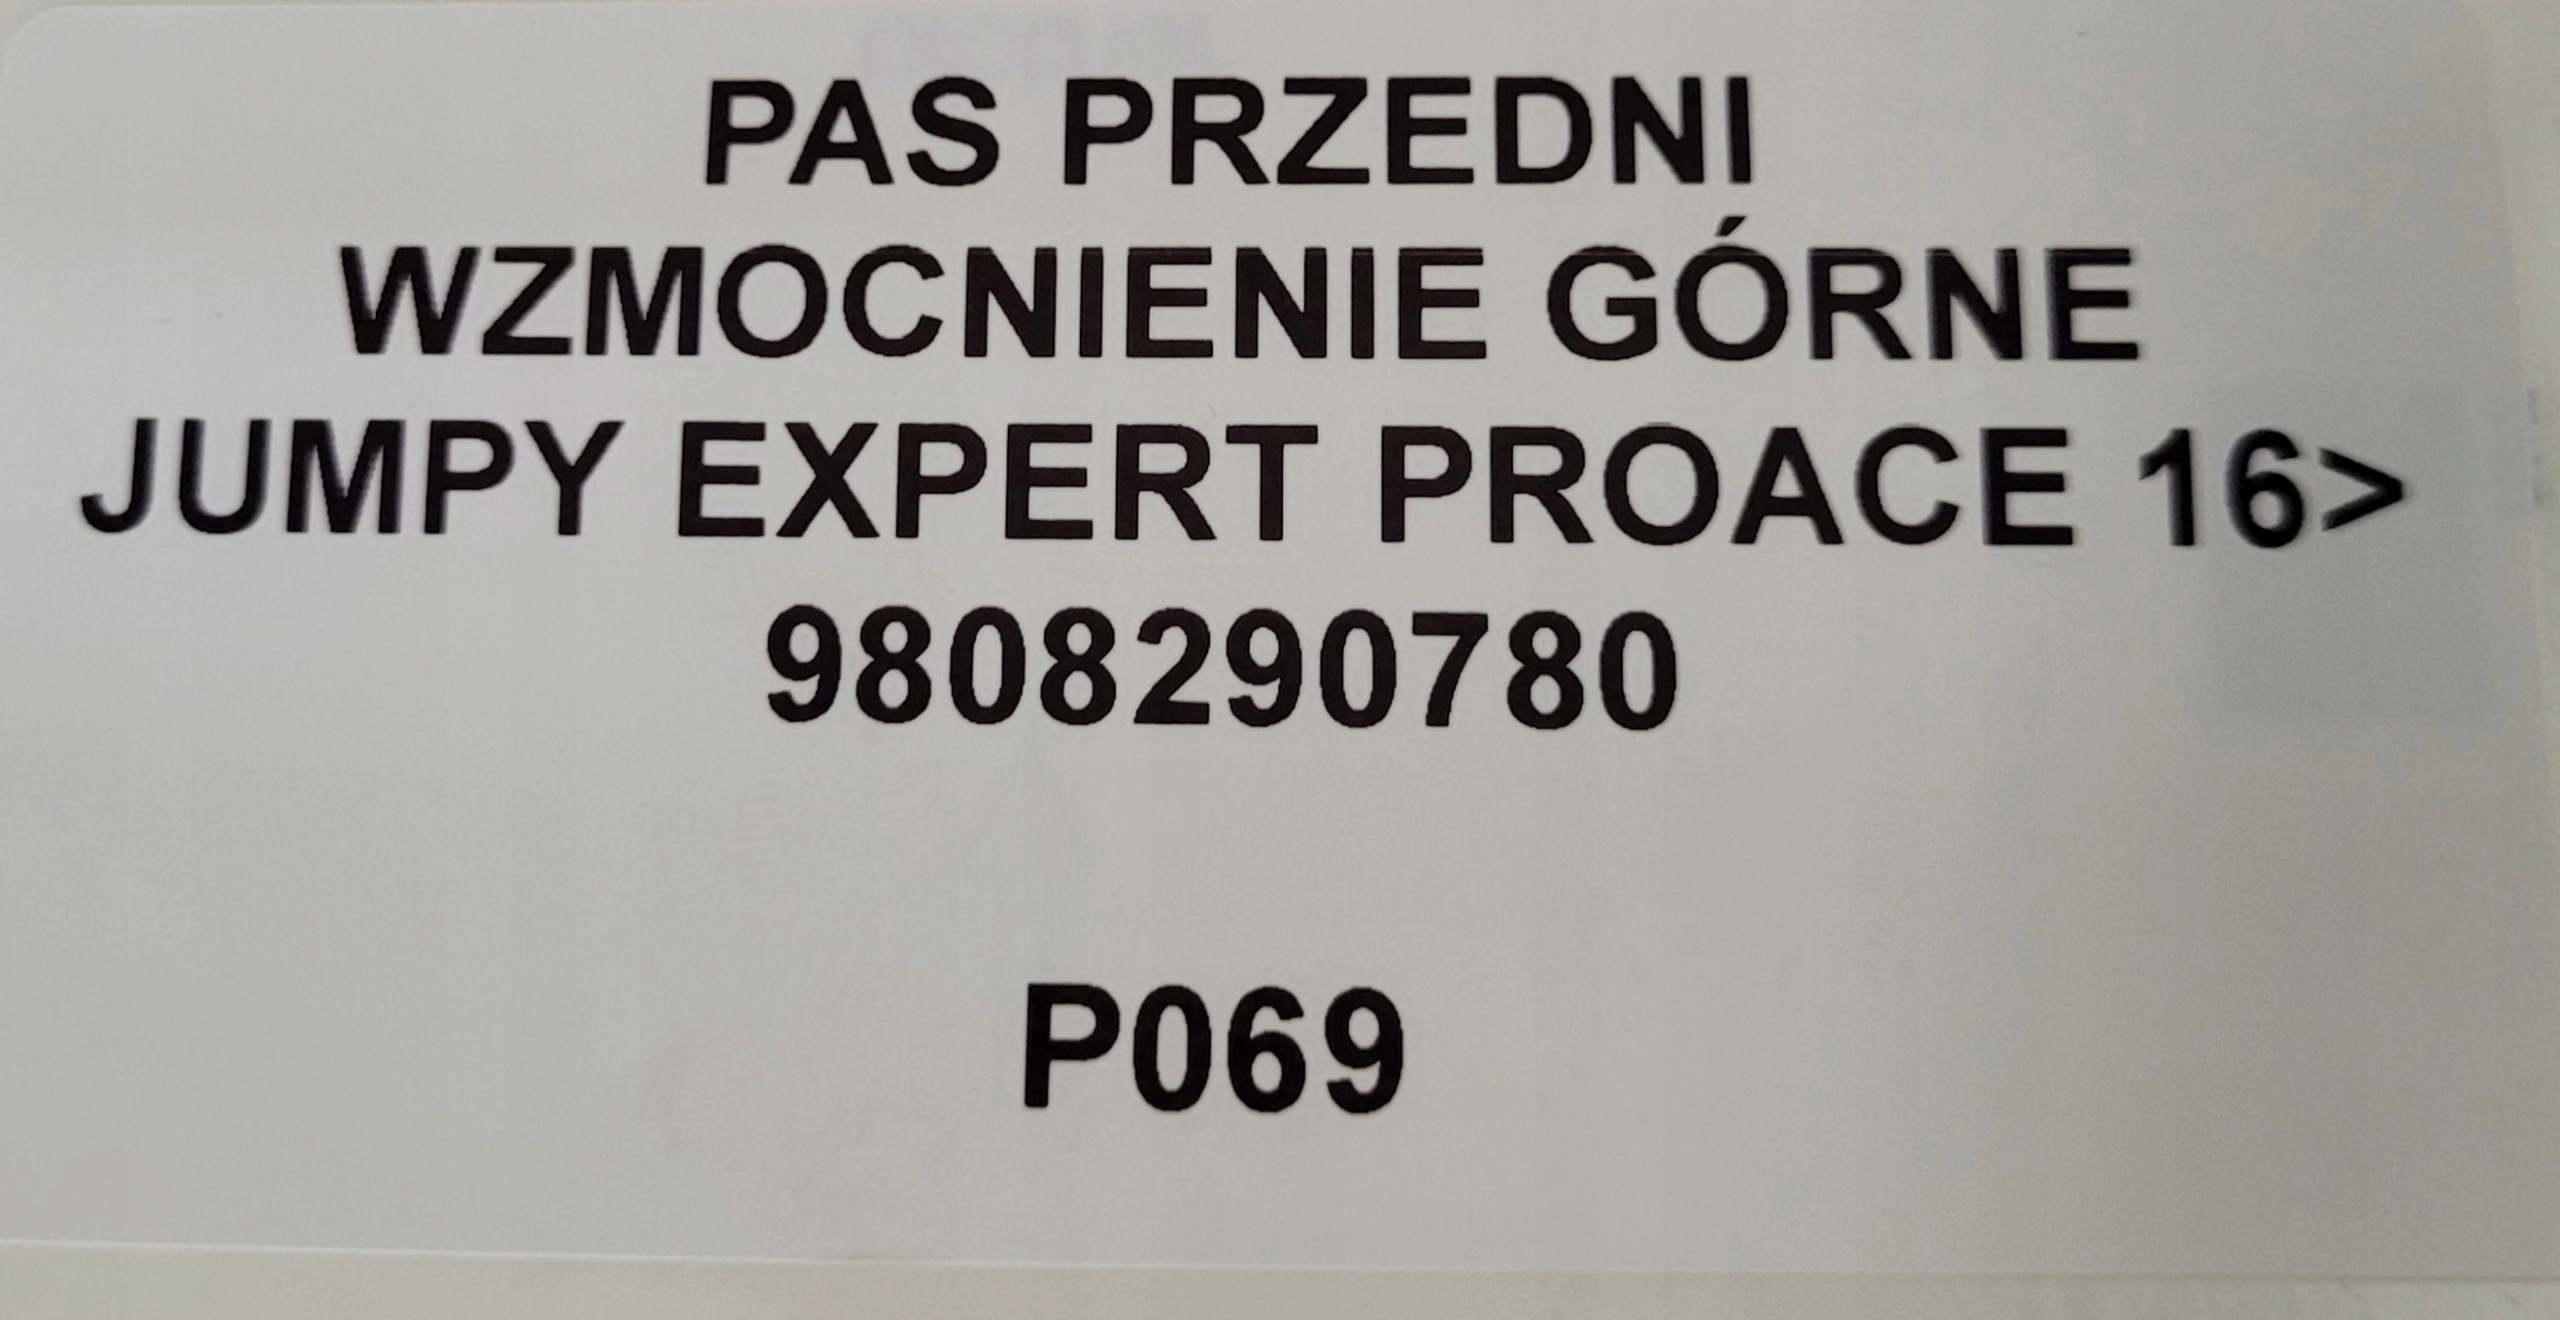 PAS PRZEDNI
WZMOCNIENIE GÓRNE
JUMPY EXPERT PROACE 16>
9808290780
P069